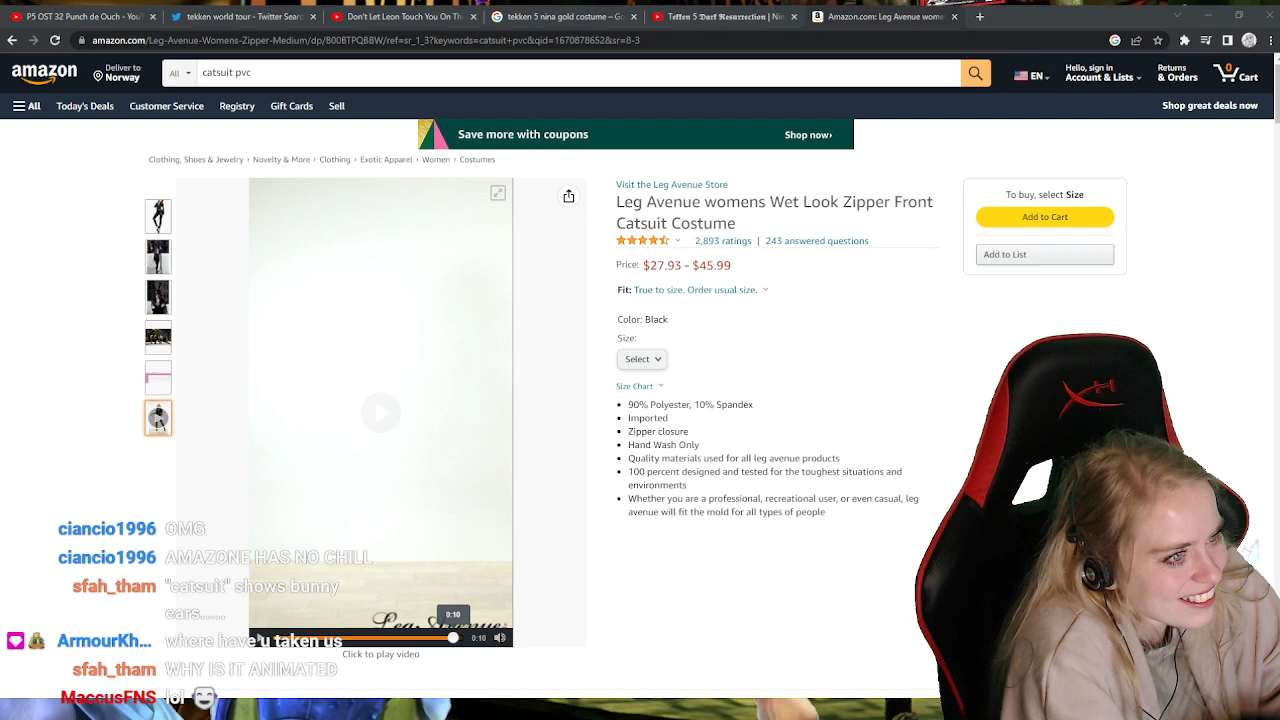 P5 OST 32 Punch de Ouch - YouTu
tekken world tour - Twitter Search
Don't Let Leon Touch You On The
tekken 5 nina gold costume – Goo
Tekken 5 Dark Resurrection | Nin
Amazon.com: Leg Avenue wome
amazon.com/Leg-Avenue-Womens-Zipper-Medium/dp/B00BTPQBBW/ref=sr_1_3?keywords=catsuit+pvc&qid=1670878652&sr=8-3
amazon
Deliver to
Norway
All
catsuit pvc
EN
Hello, sign in
Account & Lists
Returns
& Orders
0
Cart
All
Today's Deals
Customer Service
Registry
Gift Cards
Sell
Shop great deals now
Save more with coupons
Shop now›
Clothing, Shoes & Jewelry › Novelty & More › Clothing › Exotic Apparel › Women › Costumes
Visit the Leg Avenue Store
Leg Avenue womens Wet Look Zipper Front
Catsuit Costume
2,893 ratings | 243 answered questions
Price: $27.93 - $45.99
Fit: True to size. Order usual size.
Color: Black
Size:
Select
Size Chart
90% Polyester, 10% Spandex
Imported
Zipper closure
Hand Wash Only
Quality materials used for all leg avenue products
100 percent designed and tested for the toughest situations and
environments
Whether you are a professional, recreational user, or even casual, leg
avenue will fit the mold for all types of people
To buy, select Size
Add to Cart
Add to List
0:10
Leg Avenue
0:10
Click to play video
ciancio1996 OMG
ciancio1996 AMAZONE HAS NO CHILL
sfah_tham "catsuit" shows bunny
ears.....
ArmourKh... where have u taken us
sfah_tham WHY IS IT ANIMATED
MaccusFNS lol